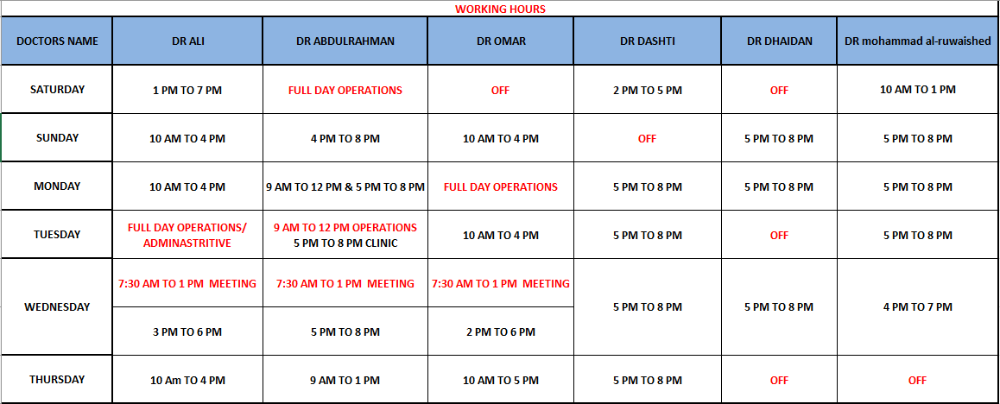 WORKING HOURS
DOCTORS NAME DR ALI DR ABDULRAHMAN DR OMAR DR DASHTI DR DHAIDAN DR mohammad al-ruwaished
SATURDAY 1 PM TO 7 PM FULL DAY OPERATIONS OFF 2 PM TO 5 PM OFF 10 AM TO 1 PM
SUNDAY 10 AM TO 4 PM 4 PM TO 8 PM 10 AM TO 4 PM OFF 5 PM TO 8 PM 5 PM TO 8 PM
MONDAY 10 AM TO 4 PM 9 AM TO 12 PM & 5 PM TO 8 PM FULL DAY OPERATIONS 5 PM TO 8 PM 5 PM TO 8 PM 5 PM TO 8 PM
TUESDAY FULL DAY OPERATIONS/ 9 AM TO 12 PM OPERATIONS 10 AM TO 4 PM 5 PM TO 8 PM OFF 5 PM TO 8 PM
ADMINASTRITIVE 5 PM TO 8 PM CLINIC
7:30 AM TO 1 PM MEETING 7:30 AM TO 1 PM MEETING 7:30 AM TO 1 PM MEETING
WEDNESDAY 5 PM TO 8 PM 5 PM TO 8 PM 4 PM TO 7 PM
3 PM TO 6 PM 5 PM TO 8 PM 2 PM TO 6 PM
THURSDAY 10 Am TO 4 PM 9 AM TO 1 PM 10 AM TO 5 PM 5 PM TO 8 PM OFF OFF